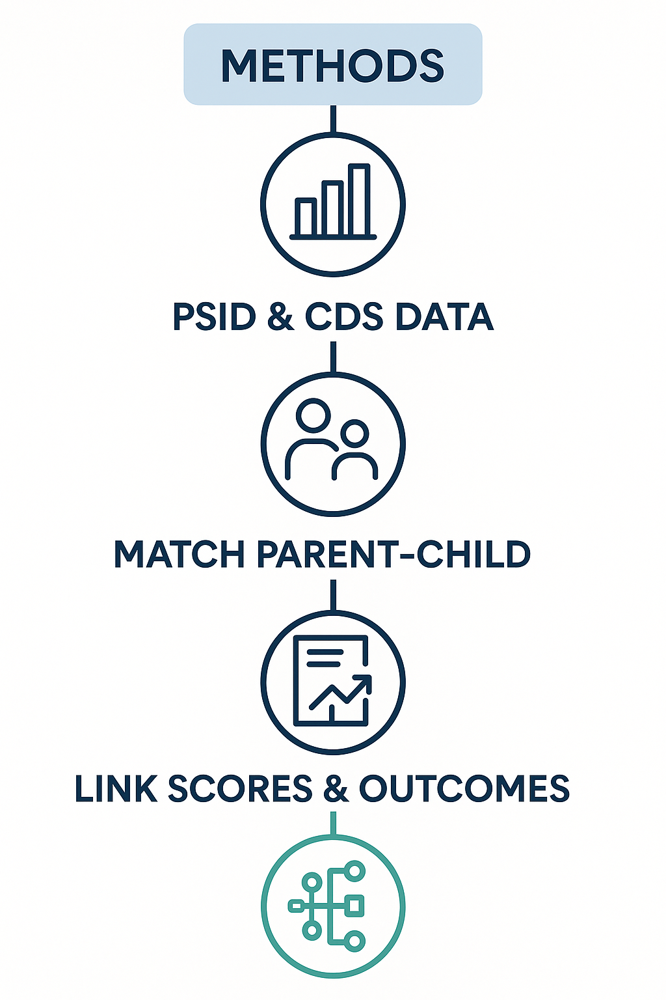 METHODS
PSID & CDS DATA
MATCH PARENT-CHILD
LINK SCORES & OUTCOMES